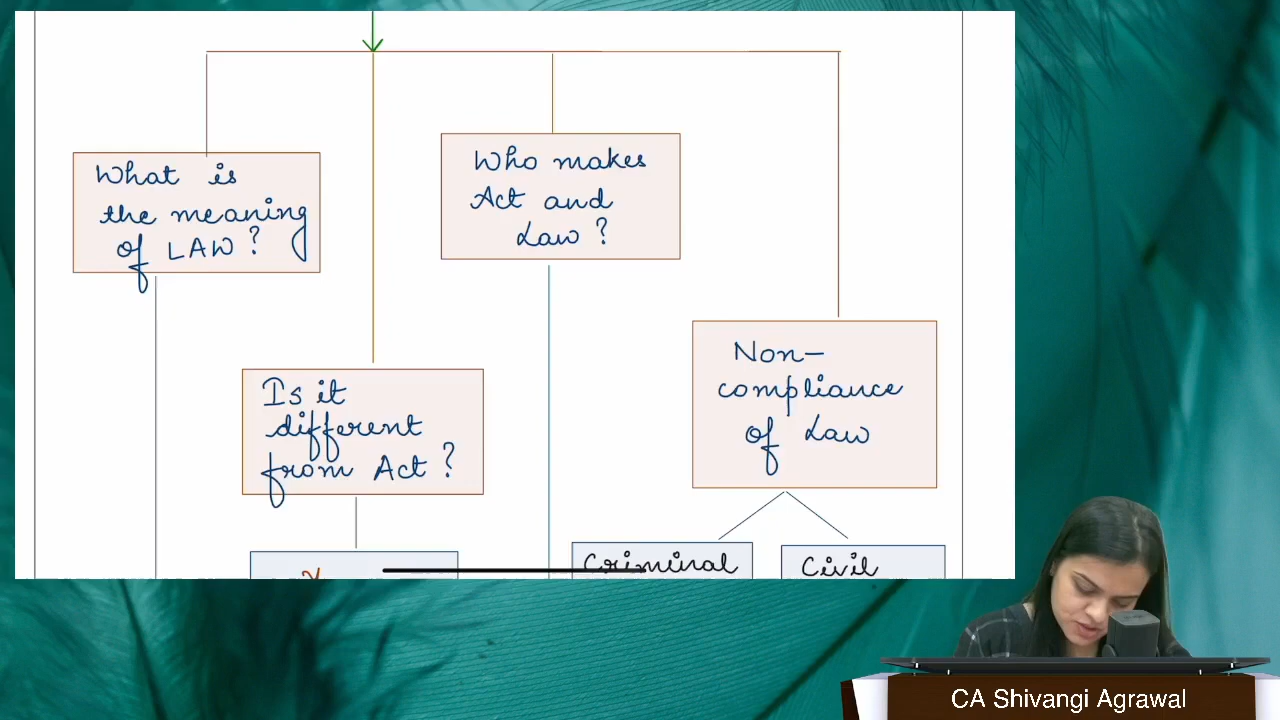 What is
the meaning
of LAW?
Who makes
Act and
Law?
Is it
different
from Act?
Non-
compliance
of Law
Criminal
Civil
CA Shivangi Agrawal